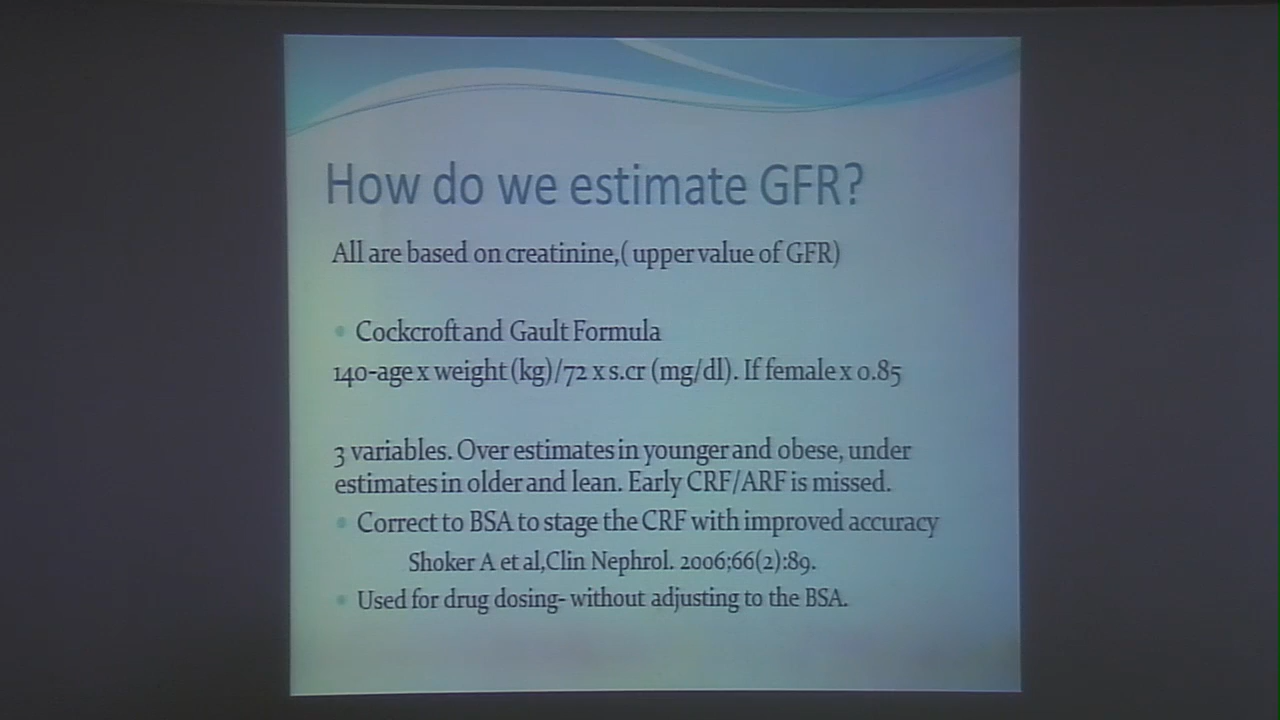 How do we estimate GFR?
All are based on creatinine,( upper value of GFR)
Cockcroft and Gault Formula
140-age x weight (kg)/72 x s.cr (mg/dl). If female x 0.85
3 variables. Over estimates in younger and obese, under
estimates in older and lean. Early CRF/ARF is missed.
Correct to BSA to stage the CRF with improved accuracy
Shoker A et al,Clin Nephrol. 2006;66(2):89.
Used for drug dosing- without adjusting to the BSA.